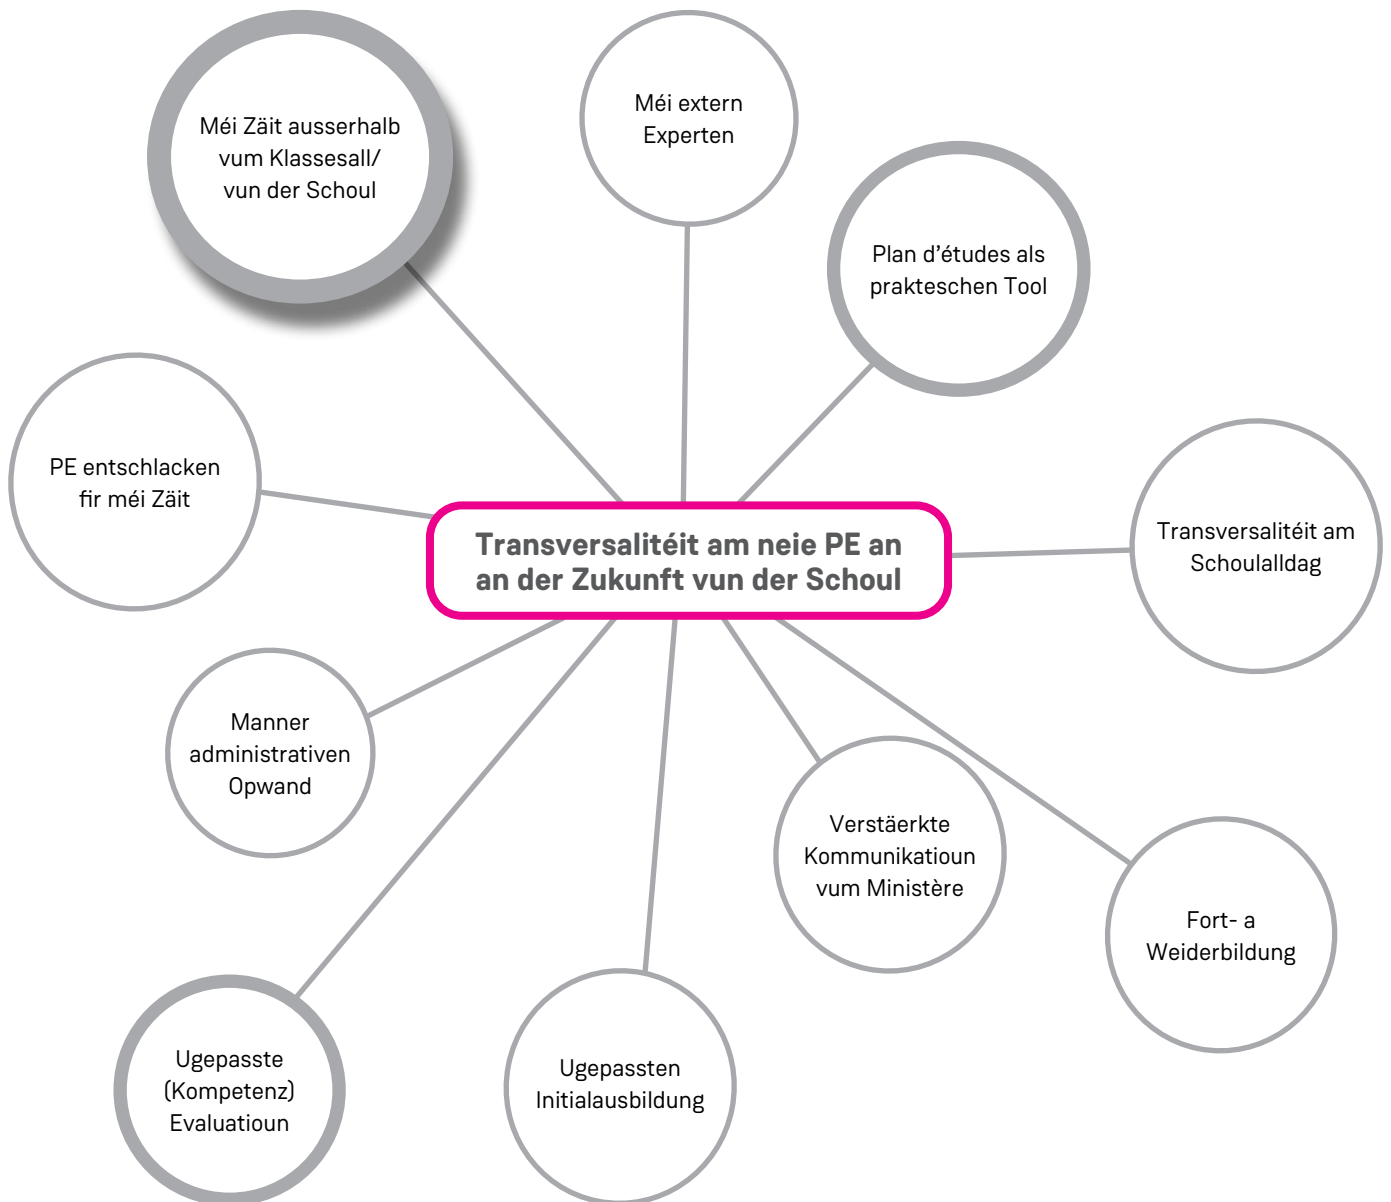 Méi Zäit ausserhalb
vum Klassesall/
vun der Schoul
Méi extern
Experten
Plan d’études als
prakteschen Tool
PE entschlacken
fir méi Zäit
Transversalitéit am neie PE an
an der Zukunft vun der Schoul
Transversalitéit am
Schoulalldag
Manner
administrativen
Opwand
Verstäerkte
Kommunikatioun
vum Ministère
Fort- a
Weiderbildung
Ugepasste
(Kompetenz)
Evaluatioun
Ugepassten
Initialausbildung